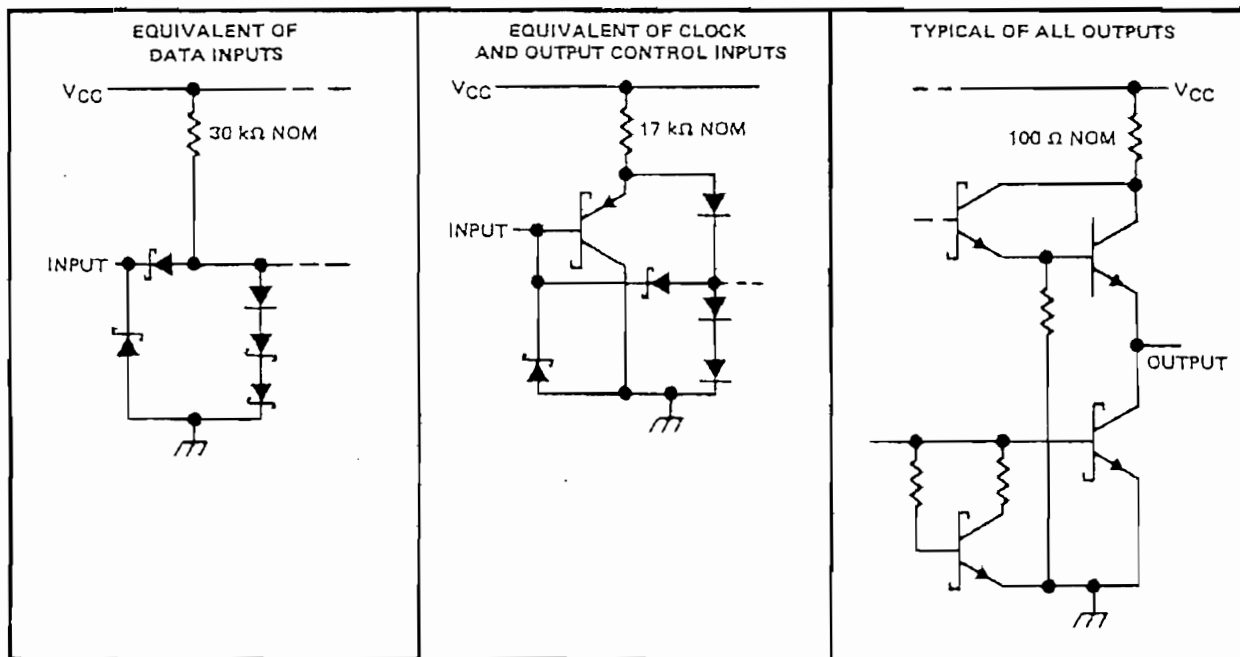 EQUIVALENT OF
DATA INPUTS
VCC
30 kΩ NOM
INPUT
EQUIVALENT OF CLOCK
AND OUTPUT CONTROL INPUTS
VCC
17 kΩ NOM
INPUT
TYPICAL OF ALL OUTPUTS
VCC
100 Ω NOM
OUTPUT